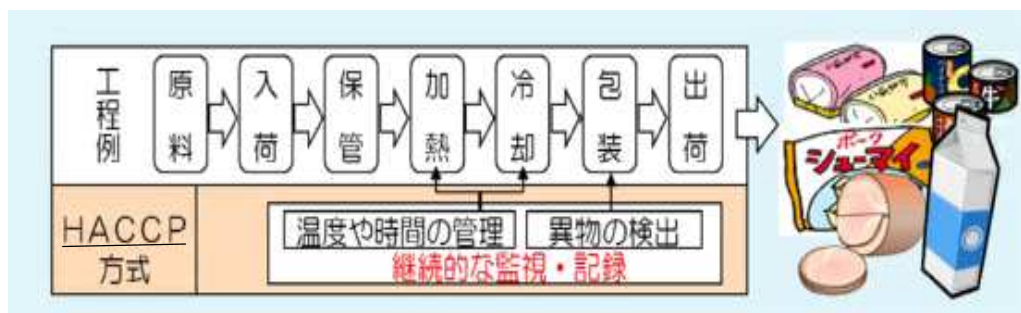 工程例
原料
入荷
保管
加熱
冷却
包装
出荷
HACCP
方式
温度や時間の管理
異物の検出
継続的な監視・記録
ポーク
シューマイ
牛